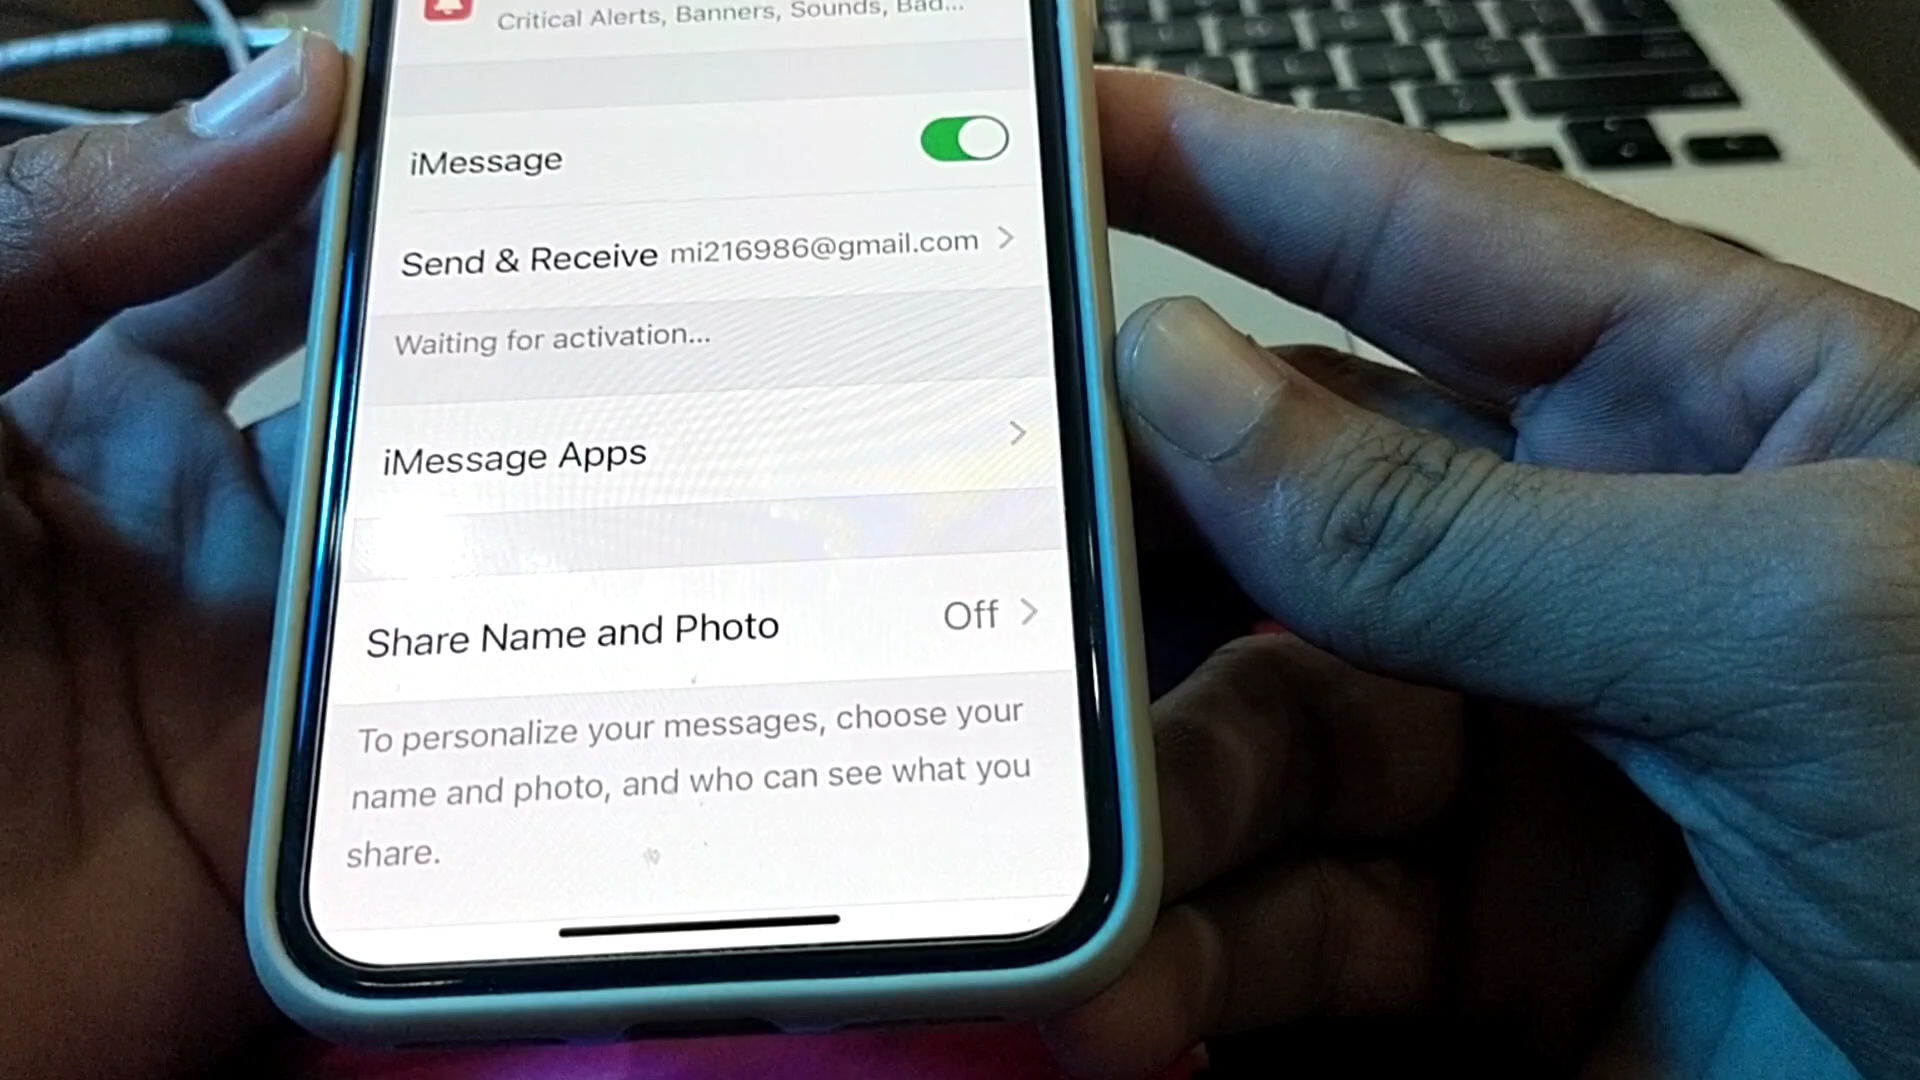 Critical Alerts, Banners, Sounds, Bad...
iMessage
Send & Receive mi216986@gmail.com
Waiting for activation...
iMessage Apps
Share Name and Photo Off
To personalize your messages, choose your
name and photo, and who can see what you
share.